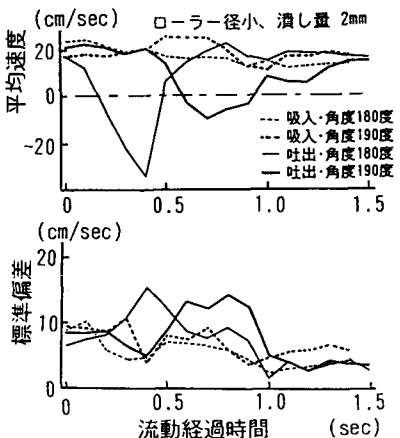 (cm/sec) ローラー径小、潰し量 2mm
20
0
-20
平均速度
吸入・角度180度
吸入・角度190度
吐出・角度180度
吐出・角度190度
0 0.5 1.0 1.5
(cm/sec)
20
10
0
標準偏差
0 0.5 1.0 1.5
流動経過時間 (sec)